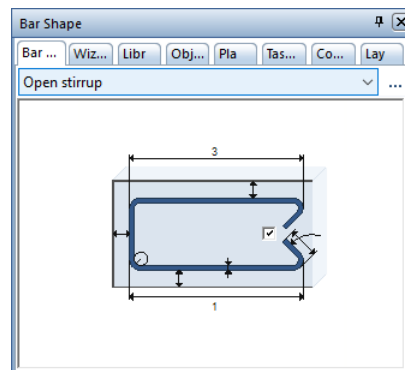 Bar Shape
Bar ... Wiz... Libr Obj... Pla Tas... Co... Lay
Open stirrup ...
3
1